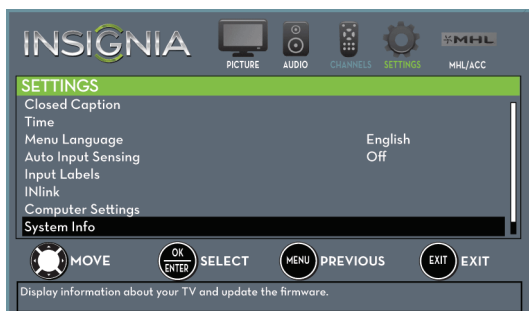 INSIGNIA
PICTURE AUDIO CHANNELS SETTINGS MHL MHL/ACC
SETTINGS
Closed Caption
Time
Menu Language English
Auto Input Sensing Off
Input Labels
INlink
Computer Settings
System Info
MOVE OK ENTER SELECT MENU PREVIOUS EXIT EXIT
Display information about your TV and update the firmware.